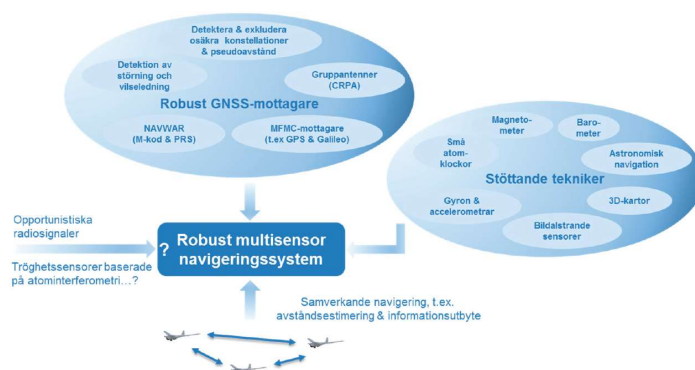 Detektera & exkludera
osäkra konstellationer
& pseudoavstånd
Detektion av
störning och
vilseledning
Gruppantenner
(CRPA)
Robust GNSS-mottagare
NAVWAR
(M-kod & PRS)
MFMC-mottagare
(t.ex GPS & Galileo)
Magneto-
meter
Baro-
meter
Små
atom-
klockor
Astronomisk
navigation
Stöttande tekniker
Gyron &
accelerometrar
3D-kartor
Bildalstrande
sensorer
Opportunistiska
radiosignaler
?
Robust multisensor
navigeringssystem
Tröghetssensorer baserade
på atominterferometri…?
Samverkande navigering, t.ex.
avståndsestimering & informationsutbyte